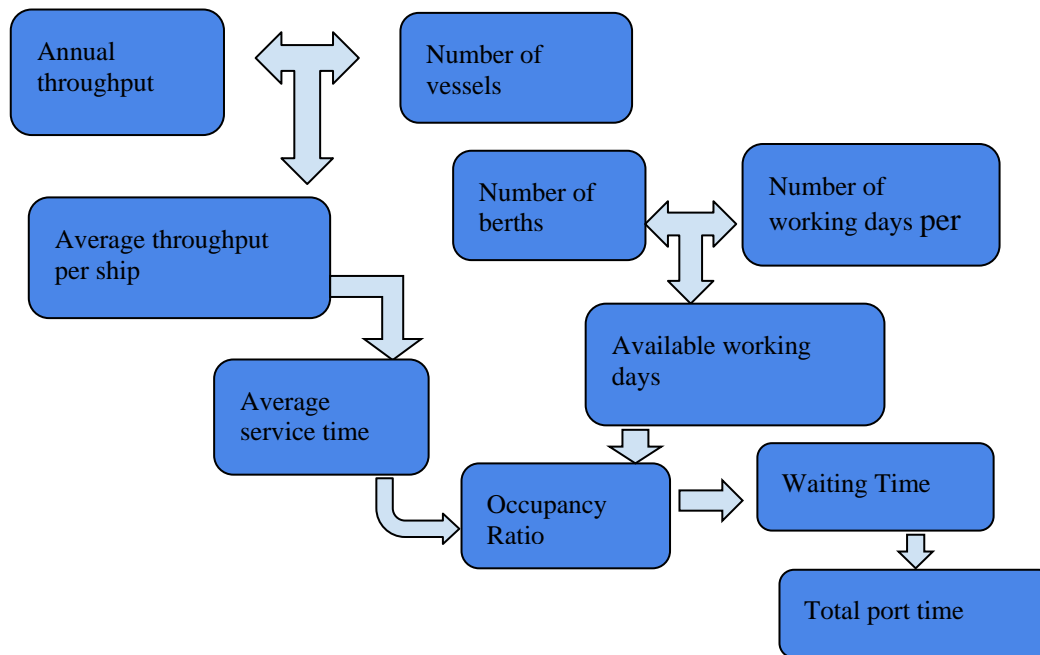 Annual
throughput
Number of
vessels
Number of
berths
Number of
working days per
Average throughput
per ship
Available working
days
Average
service time
Occupancy
Ratio
Waiting Time
Total port time